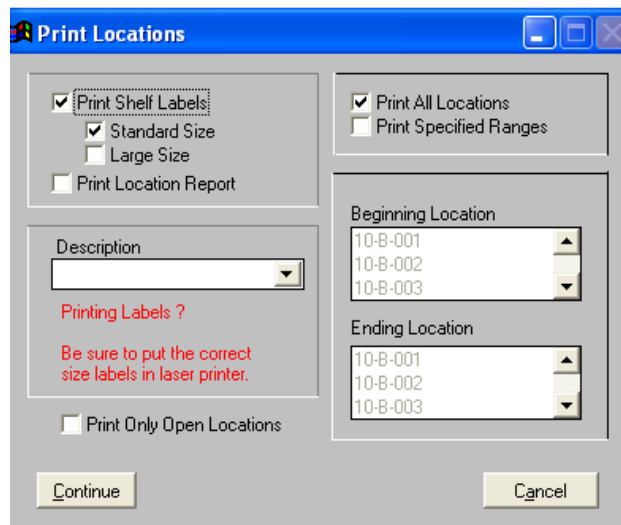 Print Locations
Print Shelf Labels
Standard Size
Large Size
Print Location Report
Print All Locations
Print Specified Ranges
Description
Printing Labels ?
Be sure to put the correct
size labels in laser printer.
Print Only Open Locations
Beginning Location
10-B-001
10-B-002
10-B-003
Ending Location
10-B-001
10-B-002
10-B-003
Continue
Cancel